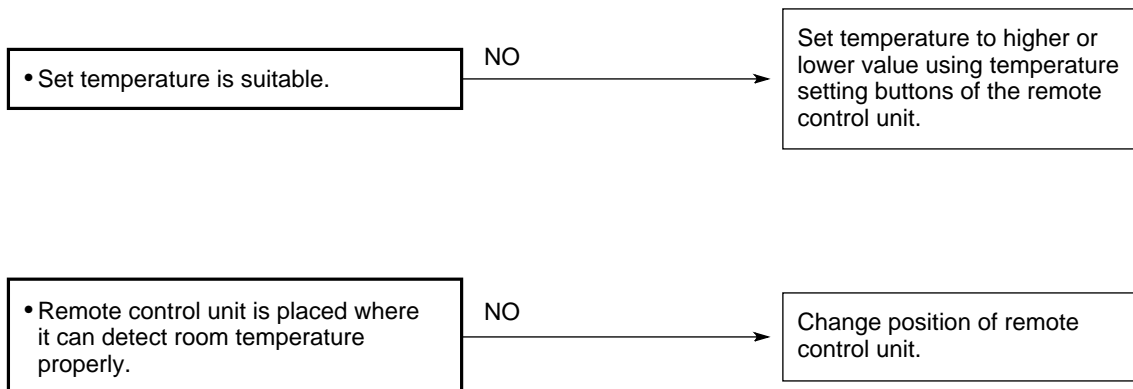 • Set temperature is suitable.
NO
Set temperature to higher or
lower value using temperature
setting buttons of the remote
control unit.
• Remote control unit is placed where
it can detect room temperature
properly.
NO
Change position of remote
control unit.